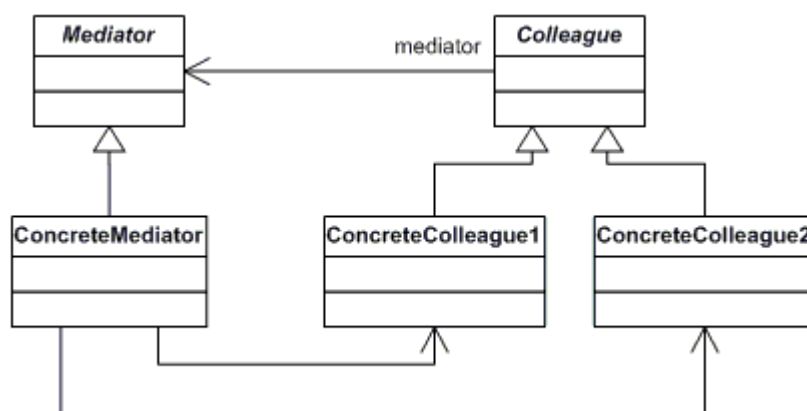 Mediator
mediator
Colleague
ConcreteMediator
ConcreteColleague1
ConcreteColleague2